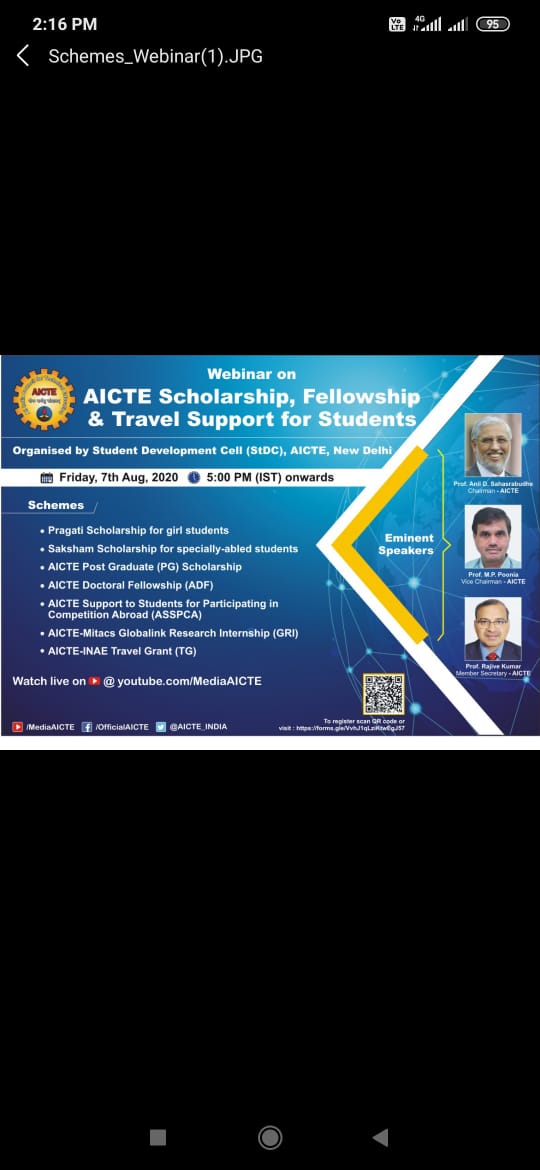 2:16 PM
Vo LTE 4G 95
Schemes_Webinar(1).JPG
Webinar on
AICTE
AICTE Scholarship, Fellowship
& Travel Support for Students
Organised by Student Development Cell (StDC), AICTE, New Delhi
Friday, 7th Aug, 2020 5:00 PM (IST) onwards
Schemes
• Pragati Scholarship for girl students
• Saksham Scholarship for specially-abled students
• AICTE Post Graduate (PG) Scholarship
• AICTE Doctoral Fellowship (ADF)
• AICTE Support to Students for Participating in
Competition Abroad (ASSPCA)
• AICTE-Mitacs Globalink Research Internship (GRI)
• AICTE-INAE Travel Grant (TG)
Eminent
Speakers
Prof. Anil D. Sahasrabudhe
Chairman - AICTE
Prof. M.P. Poonia
Vice Chairman - AICTE
Prof. Rajive Kumar
Member Secretary - AICTE
Watch live on @ youtube.com/MediaAICTE
/MediaAICTE /OfficialAICTE @AICTE_INDIA
To register scan QR code or
visit :